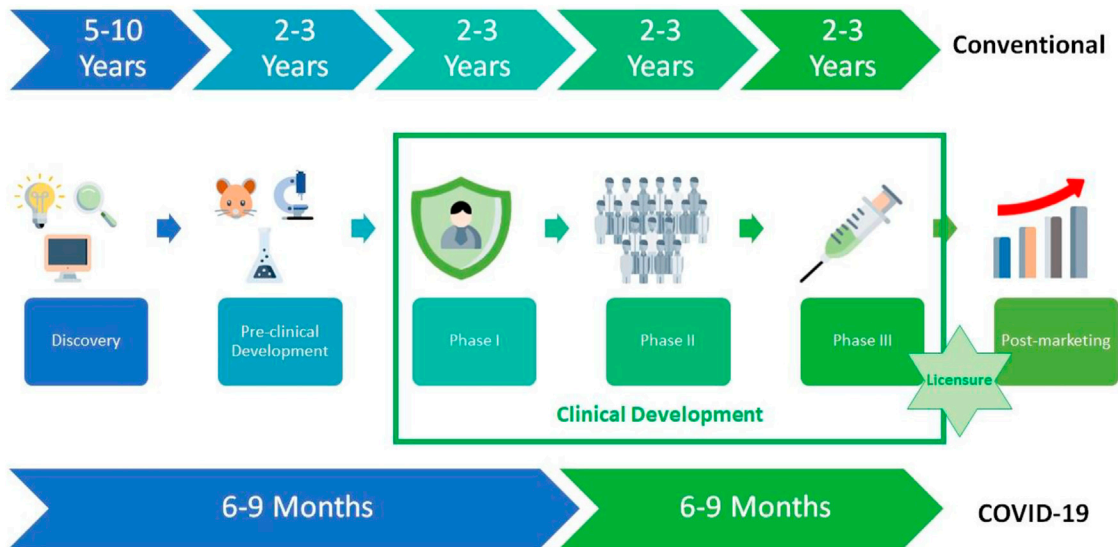 5-10
Years
2-3
Years
2-3
Years
2-3
Years
2-3
Years
Conventional
Discovery
Pre-clinical
Development
Phase I
Phase II
Phase III
Post-marketing
Licensure
Clinical Development
6-9 Months
6-9 Months
COVID-19